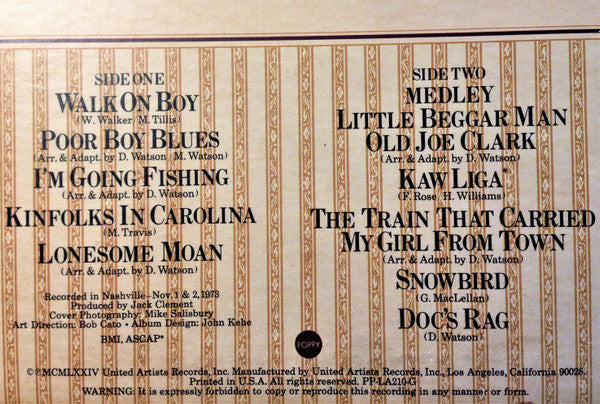 SIDE ONE
WALK ON BOY
(W. Walker M. Tillis)
POOR BOY BLUES
(Arr. & Adapt. by D. Watson M. Watson)
I'M GOING FISHING
(Arr. & Adapt. by D. Watson)
KINFOLKS IN CAROLINA
(M. Travis)
LONESOME MOAN
(Arr. & Adapt. by D. Watson)
Recorded in Nashville–Nov. 1 & 2, 1973
Produced by Jack Clement
Cover Photography: Mike Salisbury
Art Direction: Bob Cato • Album Design: John Kehe
BMI, ASCAP*
SIDE TWO
MEDLEY
LITTLE BEGGAR MAN
OLD JOE CLARK
(Arr. & Adapt. by D. Watson)
KAW LIGA*
(F. Rose H. Williams)
THE TRAIN THAT CARRIED
MY GIRL FROM TOWN
(Arr. & Adapt. by D. Watson)
SNOWBIRD
(G. MacLellan)
DOC'S RAG
(D. Watson)
POPPY
©℗MCMLXXIV United Artists Records, Inc. Manufactured by United Artists Records, Inc., Los Angeles, California 90028.
Printed in U.S.A. All rights reserved. PP-LA210-G
WARNING: It is expressly forbidden to copy or reproduce this recording in any manner or form.